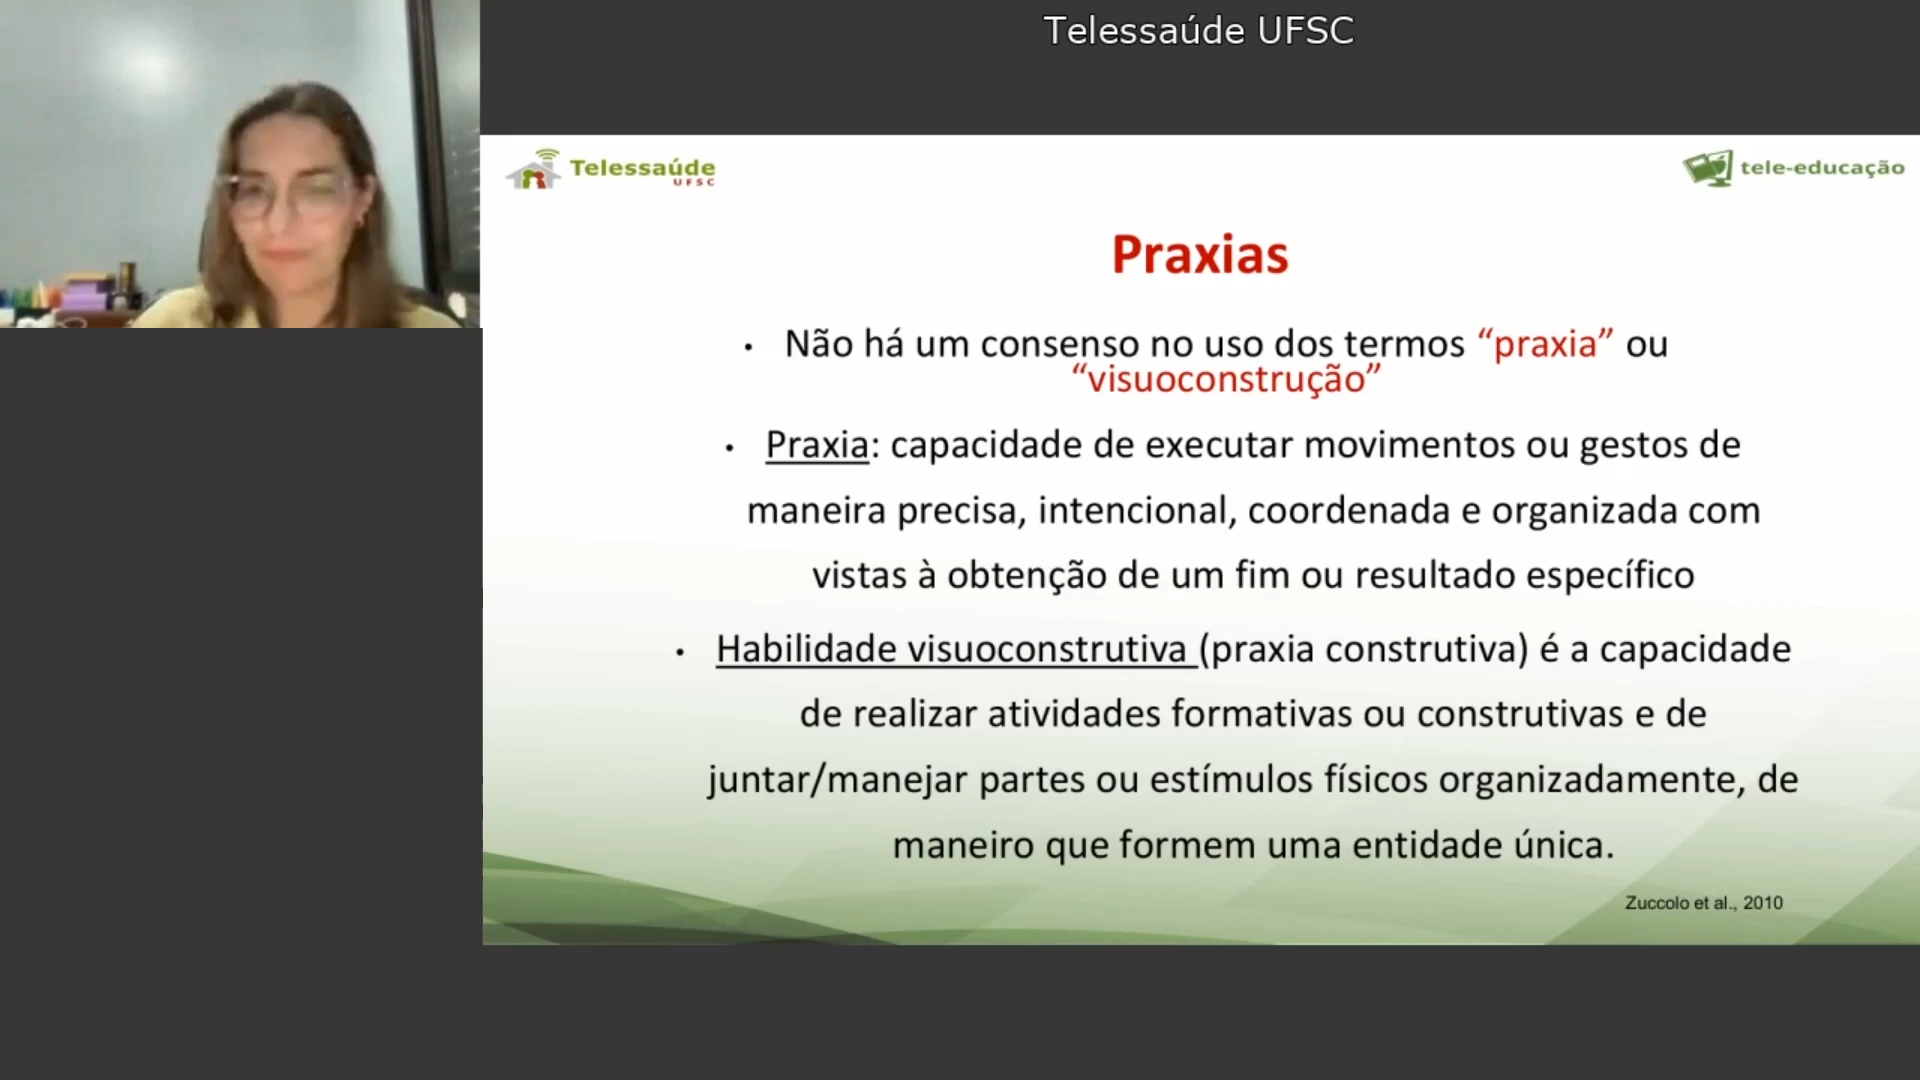 Telessaúde UFSC
Telessaúde
UFSC
tele-educação
Praxias
• Não há um consenso no uso dos termos “praxia” ou
“visuoconstrução”
• Praxia: capacidade de executar movimentos ou gestos de
maneira precisa, intencional, coordenada e organizada com
vistas à obtenção de um fim ou resultado específico
• Habilidade visuoconstrutiva (praxia construtiva) é a capacidade
de realizar atividades formativas ou construtivas e de
juntar/manejar partes ou estímulos físicos organizadamente, de
maneiro que formem uma entidade única.
Zuccolo et al., 2010